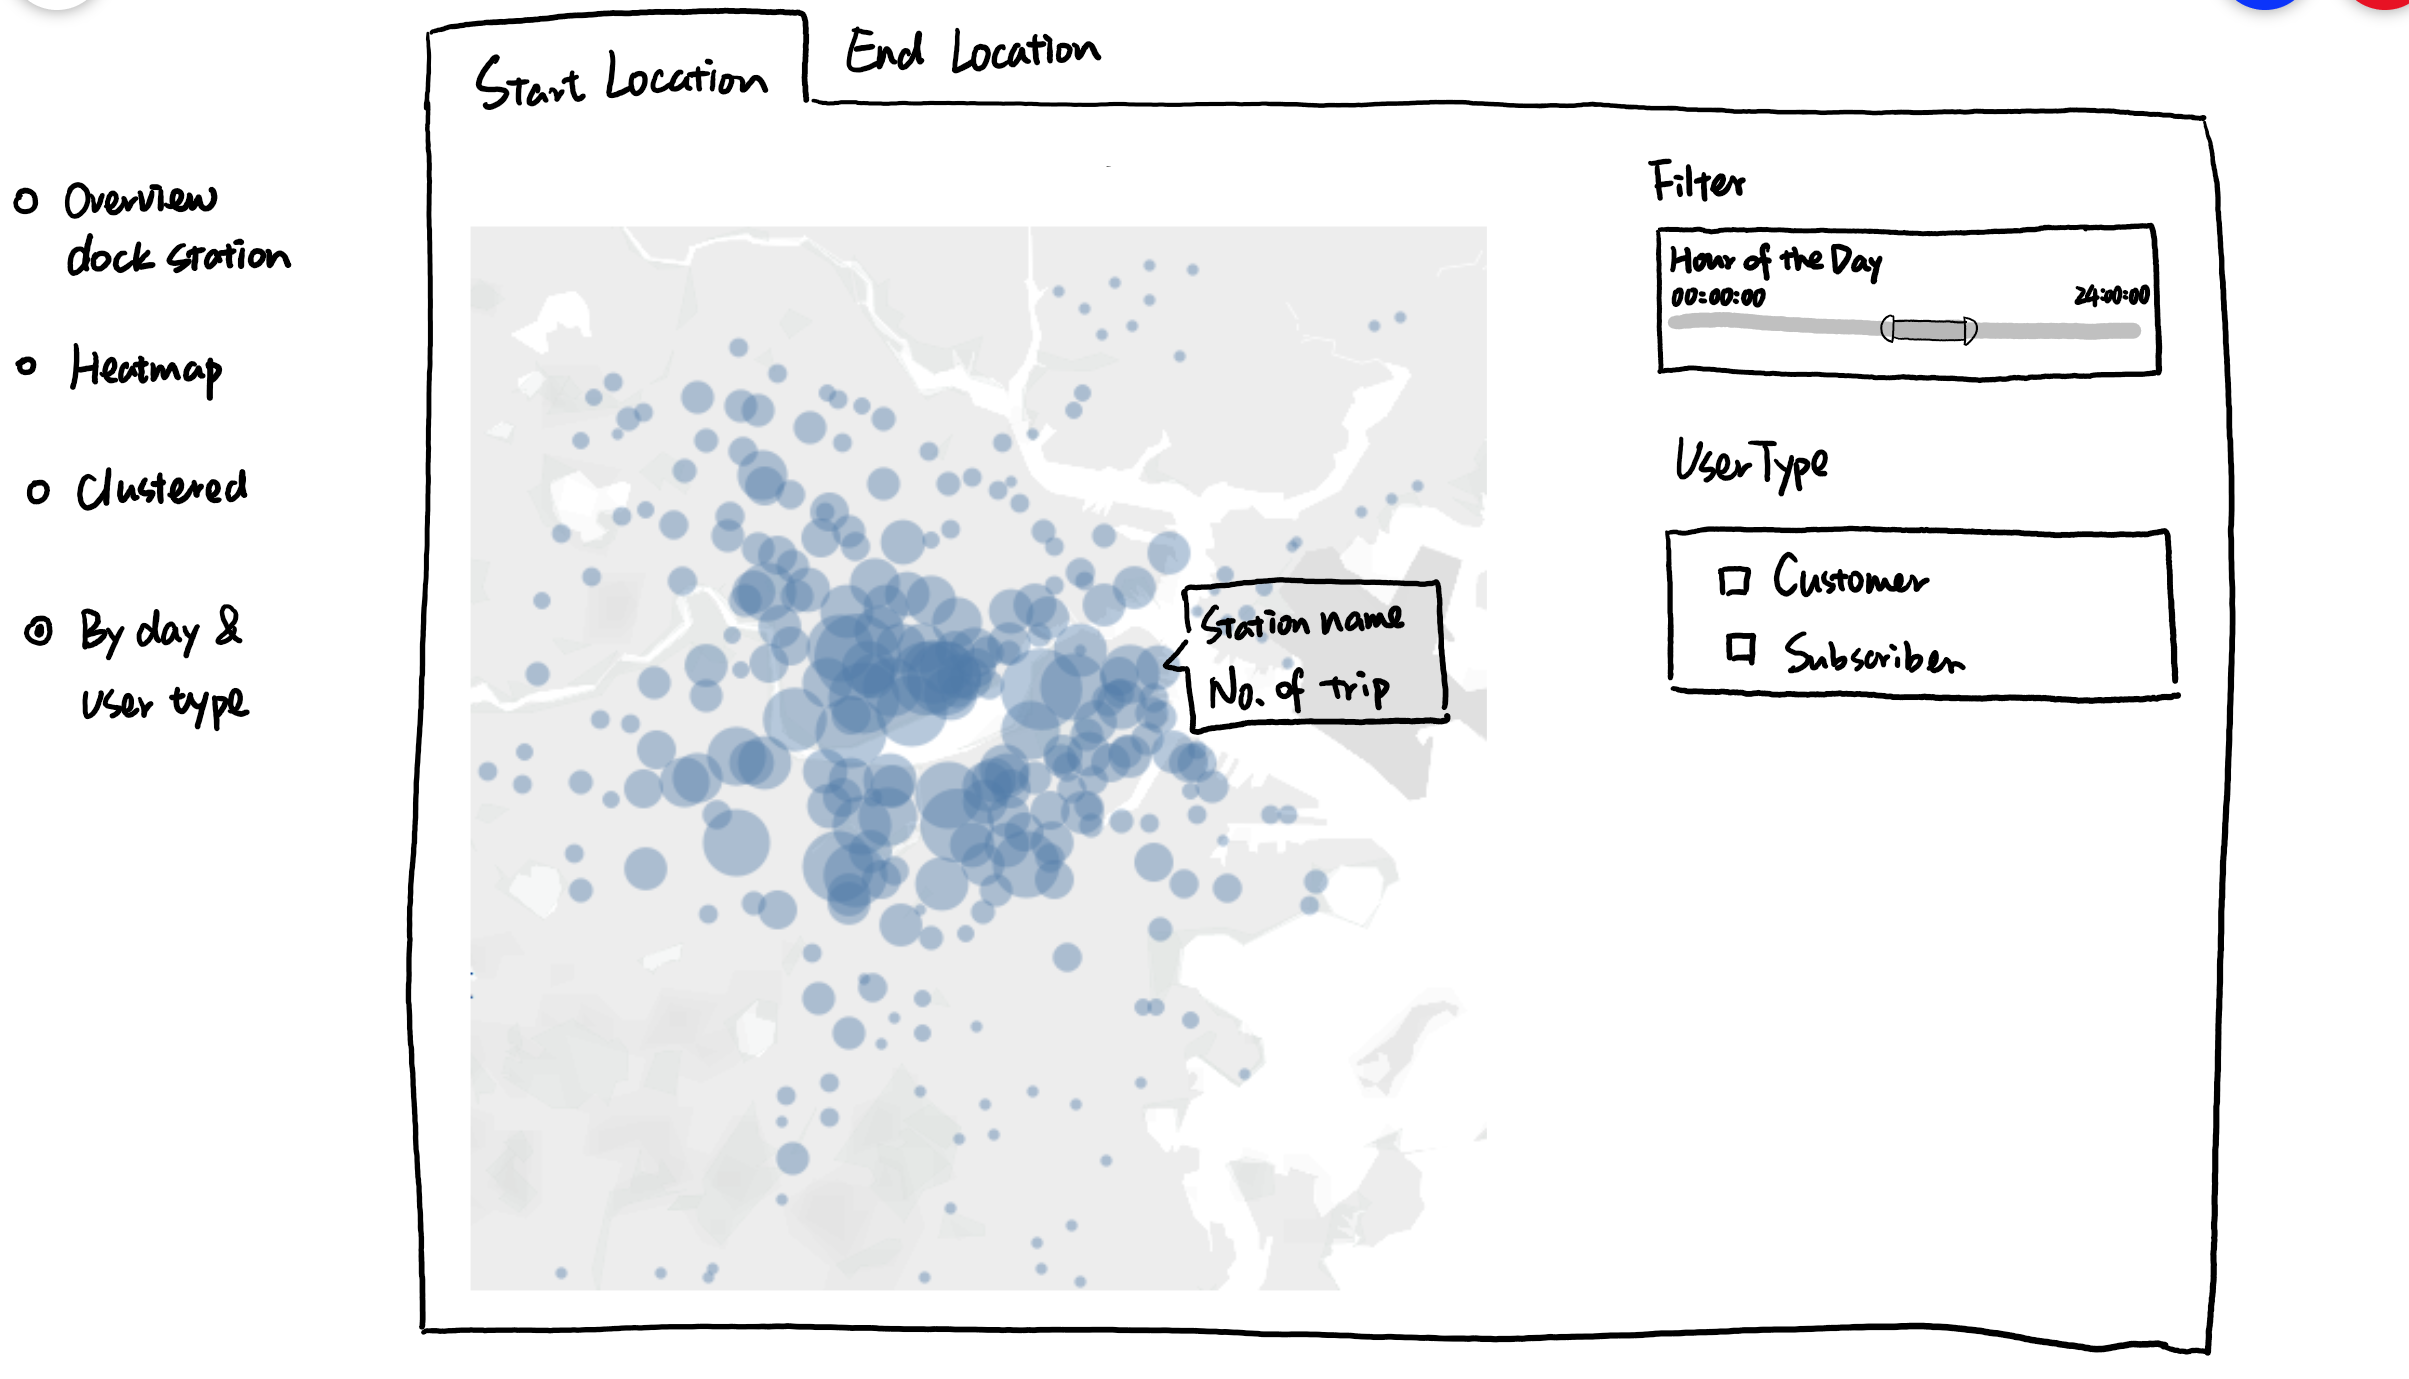 Start Location
End Location
Overview
dock station
Heatmap
Clustered
By day &
user type
Filter
Hour of the Day
00:00:00
24:00:00
User Type
Customer
Subscriber
Station name
No. of trip